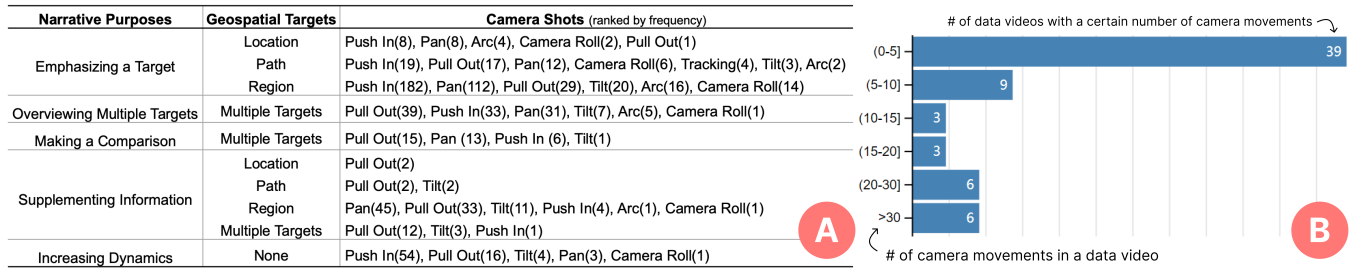 Narrative Purposes Geospatial Targets Camera Shots (ranked by frequency)
Emphasizing a Target
Location Push In(8), Pan(8), Arc(4), Camera Roll(2), Pull Out(1)
Path Push In(19), Pull Out(17), Pan(12), Camera Roll(6), Tracking(4), Tilt(3), Arc(2)
Region Push In(182), Pan(112), Pull Out(29), Tilt(20), Arc(16), Camera Roll(14)
Overviewing Multiple Targets Multiple Targets Pull Out(39), Push In(33), Pan(31), Tilt(7), Arc(5), Camera Roll(1)
Making a Comparison Multiple Targets Pull Out(15), Pan (13), Push In (6), Tilt(1)
Supplementing Information
Location Pull Out(2)
Path Pull Out(2), Tilt(2)
Region Pan(45), Pull Out(33), Tilt(11), Push In(4), Arc(1), Camera Roll(1)
Multiple Targets Pull Out(12), Tilt(3), Push In(1)
Increasing Dynamics None Push In(54), Pull Out(16), Tilt(4), Pan(3), Camera Roll(1)
A
# of data videos with a certain number of camera movements
(0-5] 39
(5-10] 9
(10-15] 3
(15-20] 3
(20-30] 6
>30 6
# of camera movements in a data video
B